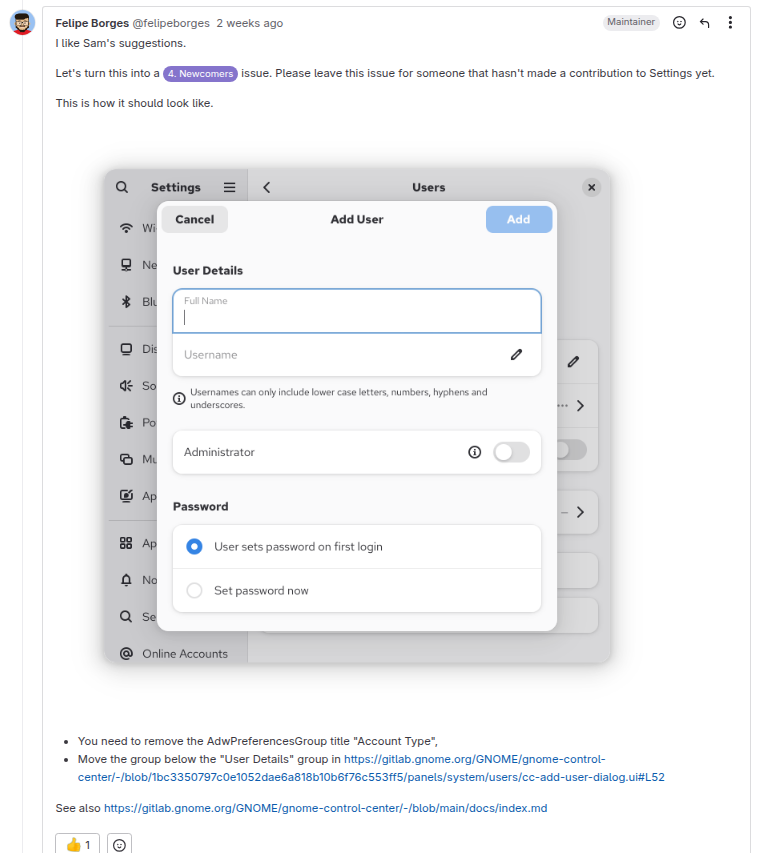 Felipe Borges @felipeborges 2 weeks ago Maintainer
I like Sam's suggestions.
Let's turn this into a 4. Newcomers issue. Please leave this issue for someone that hasn't made a contribution to Settings yet.
This is how it should look like.
Settings
Users
Cancel
Add User
Add
Wi
Ne
Blu
Dis
So
Po
Mu
Ap
Ap
No
Se
Online Accounts
User Details
Full Name
Username
Usernames can only include lower case letters, numbers, hyphens and
underscores.
Administrator
Password
User sets password on first login
Set password now
• You need to remove the AdwPreferencesGroup title "Account Type",
• Move the group below the "User Details" group in https://gitlab.gnome.org/GNOME/gnome-control-
center/-/blob/1bc3350797c0e1052dae6a818b10b6f76c553ff5/panels/system/users/cc-add-user-dialog.ui#L52
See also https://gitlab.gnome.org/GNOME/gnome-control-center/-/blob/main/docs/index.md
👍 1